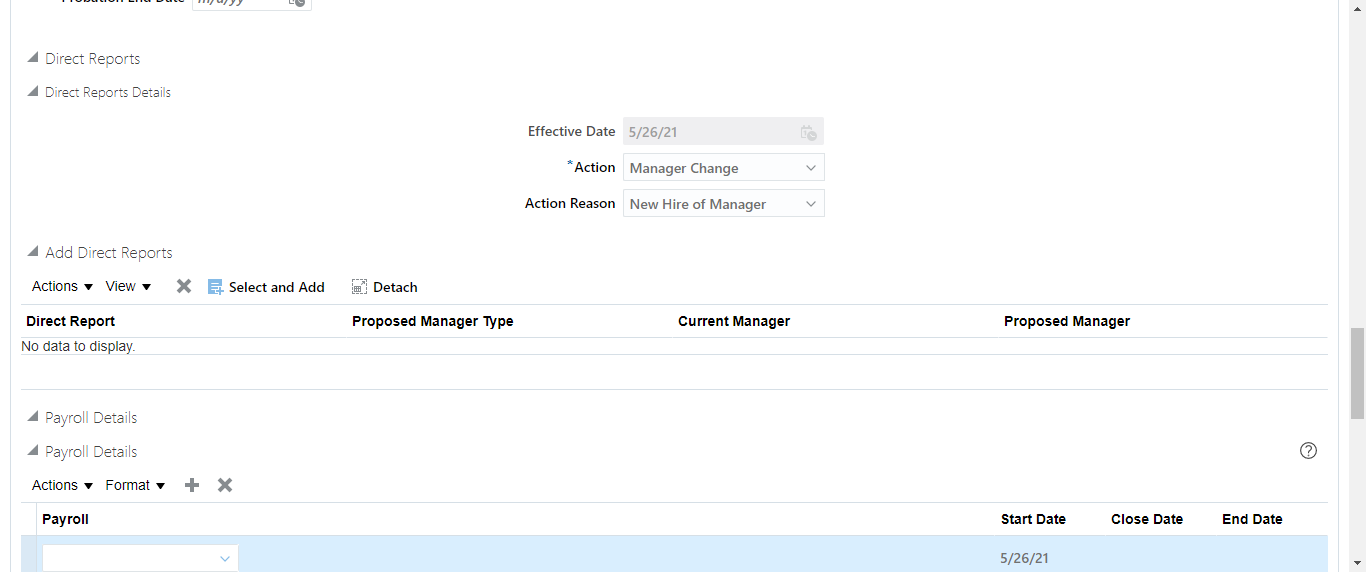 Probation End Date m/d/yy
Direct Reports
Direct Reports Details
Effective Date 5/26/21
*Action Manager Change
Action Reason New Hire of Manager
Add Direct Reports
Actions View Select and Add Detach
Direct Report Proposed Manager Type Current Manager Proposed Manager
No data to display.
Payroll Details
Payroll Details
Actions Format
Payroll Start Date Close Date End Date
5/26/21